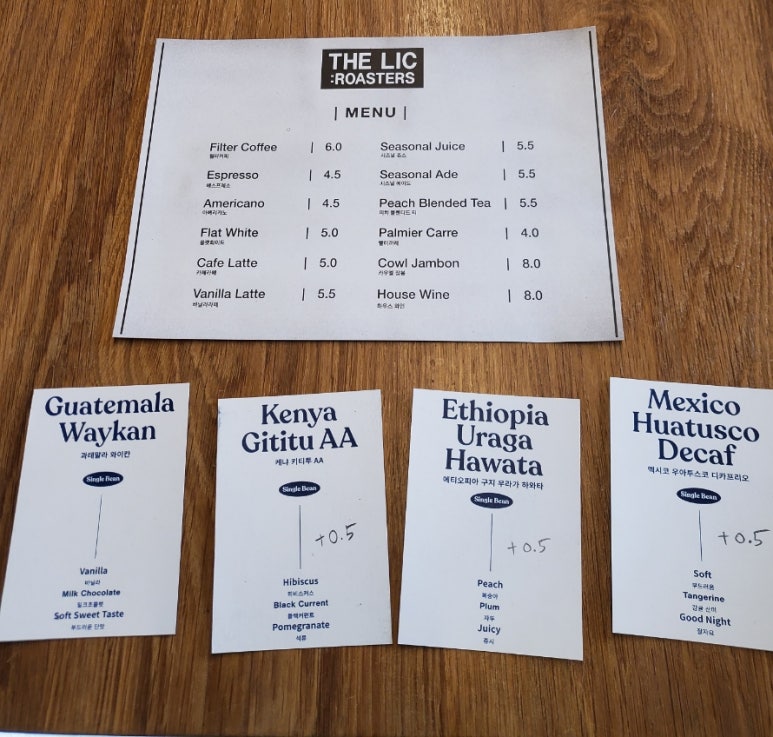 THE LIC
:ROASTERS
| MENU |
Filter Coffee | 6.0
필터커피
Espresso | 4.5
에스프레소
Americano | 4.5
아메리카노
Flat White | 5.0
플랫화이트
Cafe Latte | 5.0
카페라떼
Vanilla Latte | 5.5
바닐라라떼
Seasonal Juice | 5.5
시즈널 쥬스
Seasonal Ade | 5.5
시즈널 에이드
Peach Blended Tea | 5.5
피치 블렌디드 티
Palmier Carre | 4.0
Cowl Jambon | 8.0
House Wine | 8.0
하우스 와인
Guatemala
Waykan
과테말라 와이칸
Single Bean
Vanilla
바닐라
Milk Chocolate
밀크초콜렛
Soft Sweet Taste
부드러운 단맛
Kenya
Gititu AA
케냐 키티투 AA
Single Bean
+0.5
Hibiscus
히비스커스
Black Current
블랙커런트
Pomegranate
석류
Ethiopia
Uraga
Hawata
에티오피아 구지 우라가 하와타
Single Bean
+0.5
Peach
복숭아
Plum
자두
Juicy
쥬시
Mexico
Huatusco
Decaf
멕시코 우아투스코 디카프리오
Single Bean
+0.5
Soft
부드러움
Tangerine
감귤 산미
Good Night
잘자요